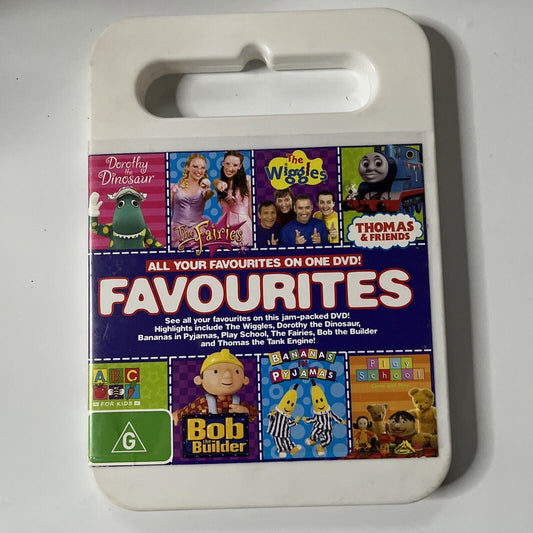 Dorothy
the
Dinosaur
The Fairies
The
Wiggles
THOMAS
& FRIENDS
ALL YOUR FAVOURITES ON ONE DVD!
FAVOURITES
See all your favourites on this jam-packed DVD!
Highlights include The Wiggles, Dorothy the Dinosaur,
Bananas in Pyjamas, Play School, The Fairies, Bob the Builder
and Thomas the Tank Engine!
ABC
FOR KIDS
G
Bob
the
Builder
BANANAS
IN
PYJAMAS
Play
School